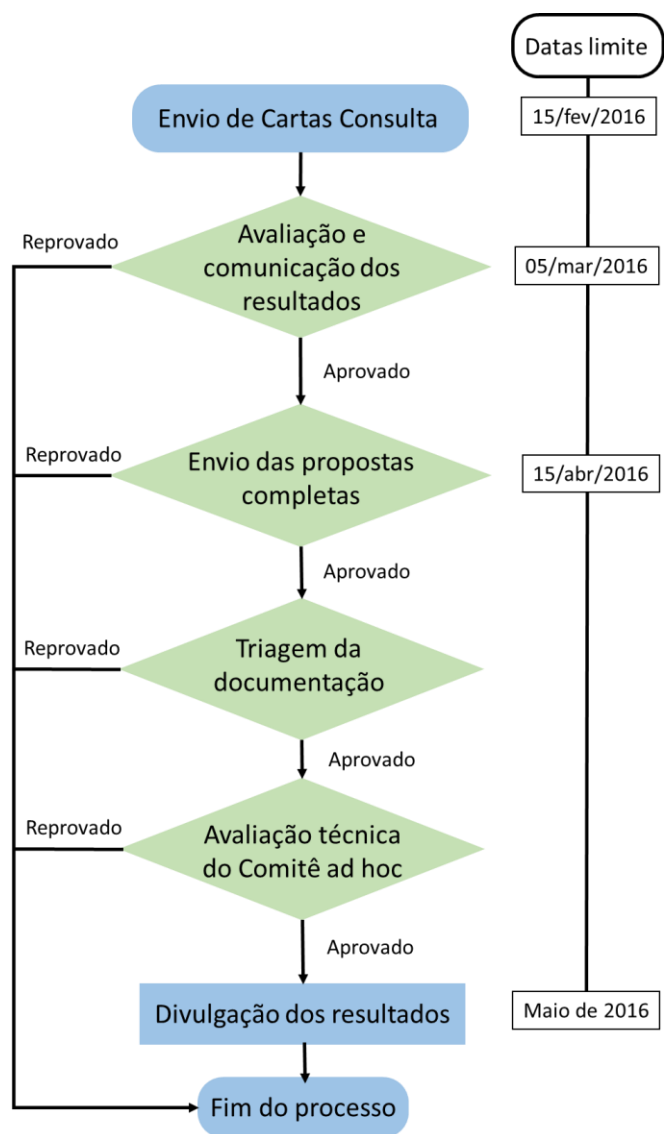 Datas limite
Envio de Cartas Consulta
15/fev/2016
Reprovado
Avaliação e
comunicação dos
resultados
05/mar/2016
Aprovado
Reprovado
Envio das propostas
completas
15/abr/2016
Aprovado
Reprovado
Triagem da
documentação
Aprovado
Reprovado
Avaliação técnica
do Comitê ad hoc
Aprovado
Divulgação dos resultados
Maio de 2016
Fim do processo